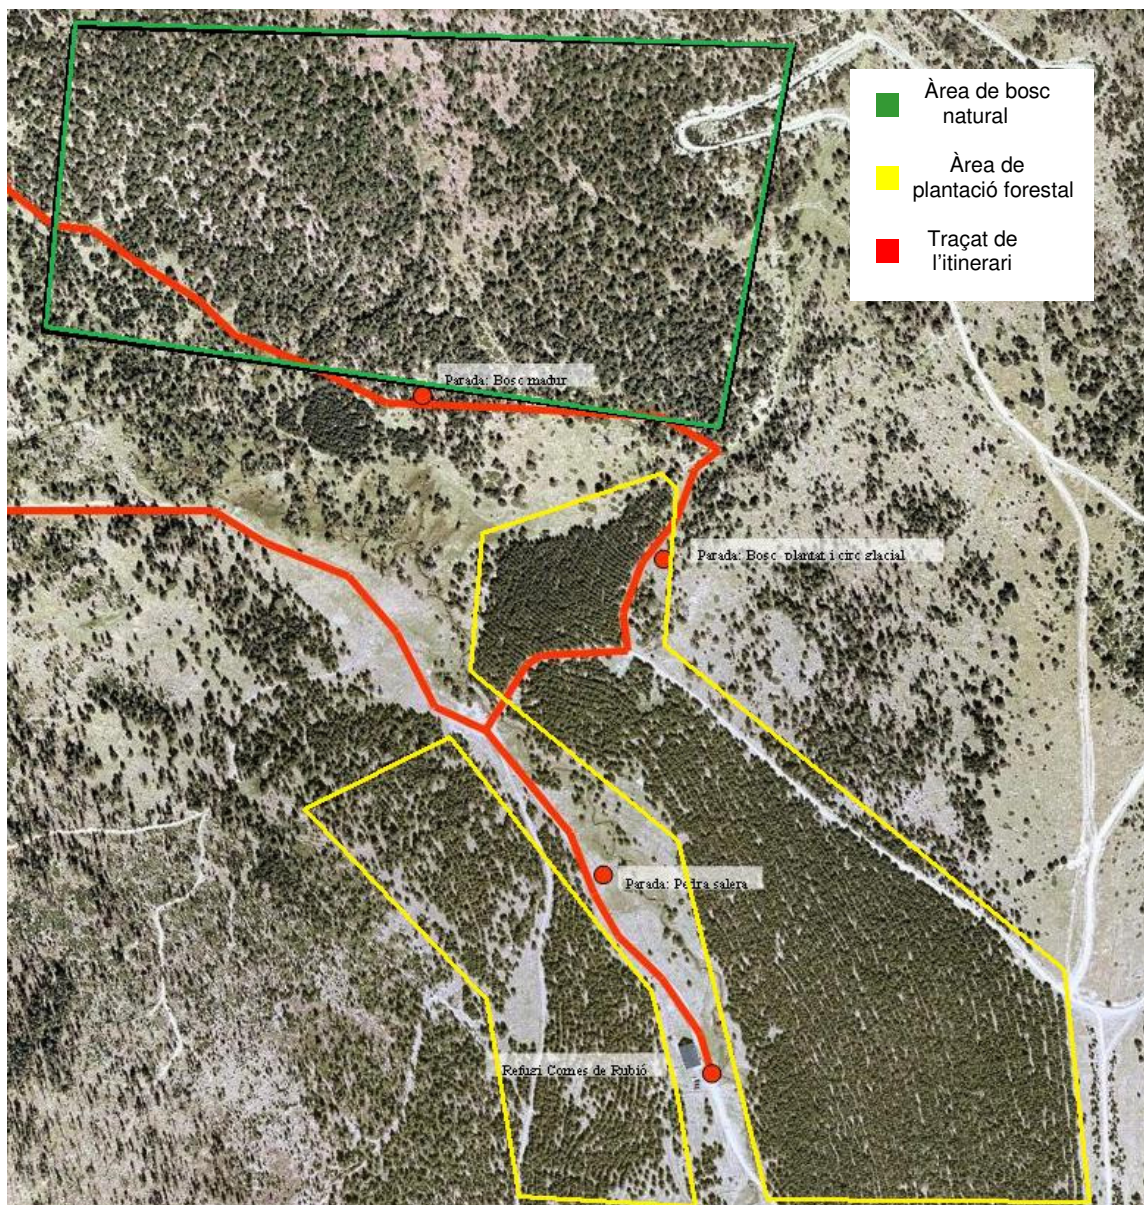 Àrea de bosc
natural
Àrea de
plantació forestal
Traçat de
l'itinerari
Parada: Bosc madur
Parada: Bosc plantat i circ glacial
Parada: Pedra salera
Refugi Comes de Rubió